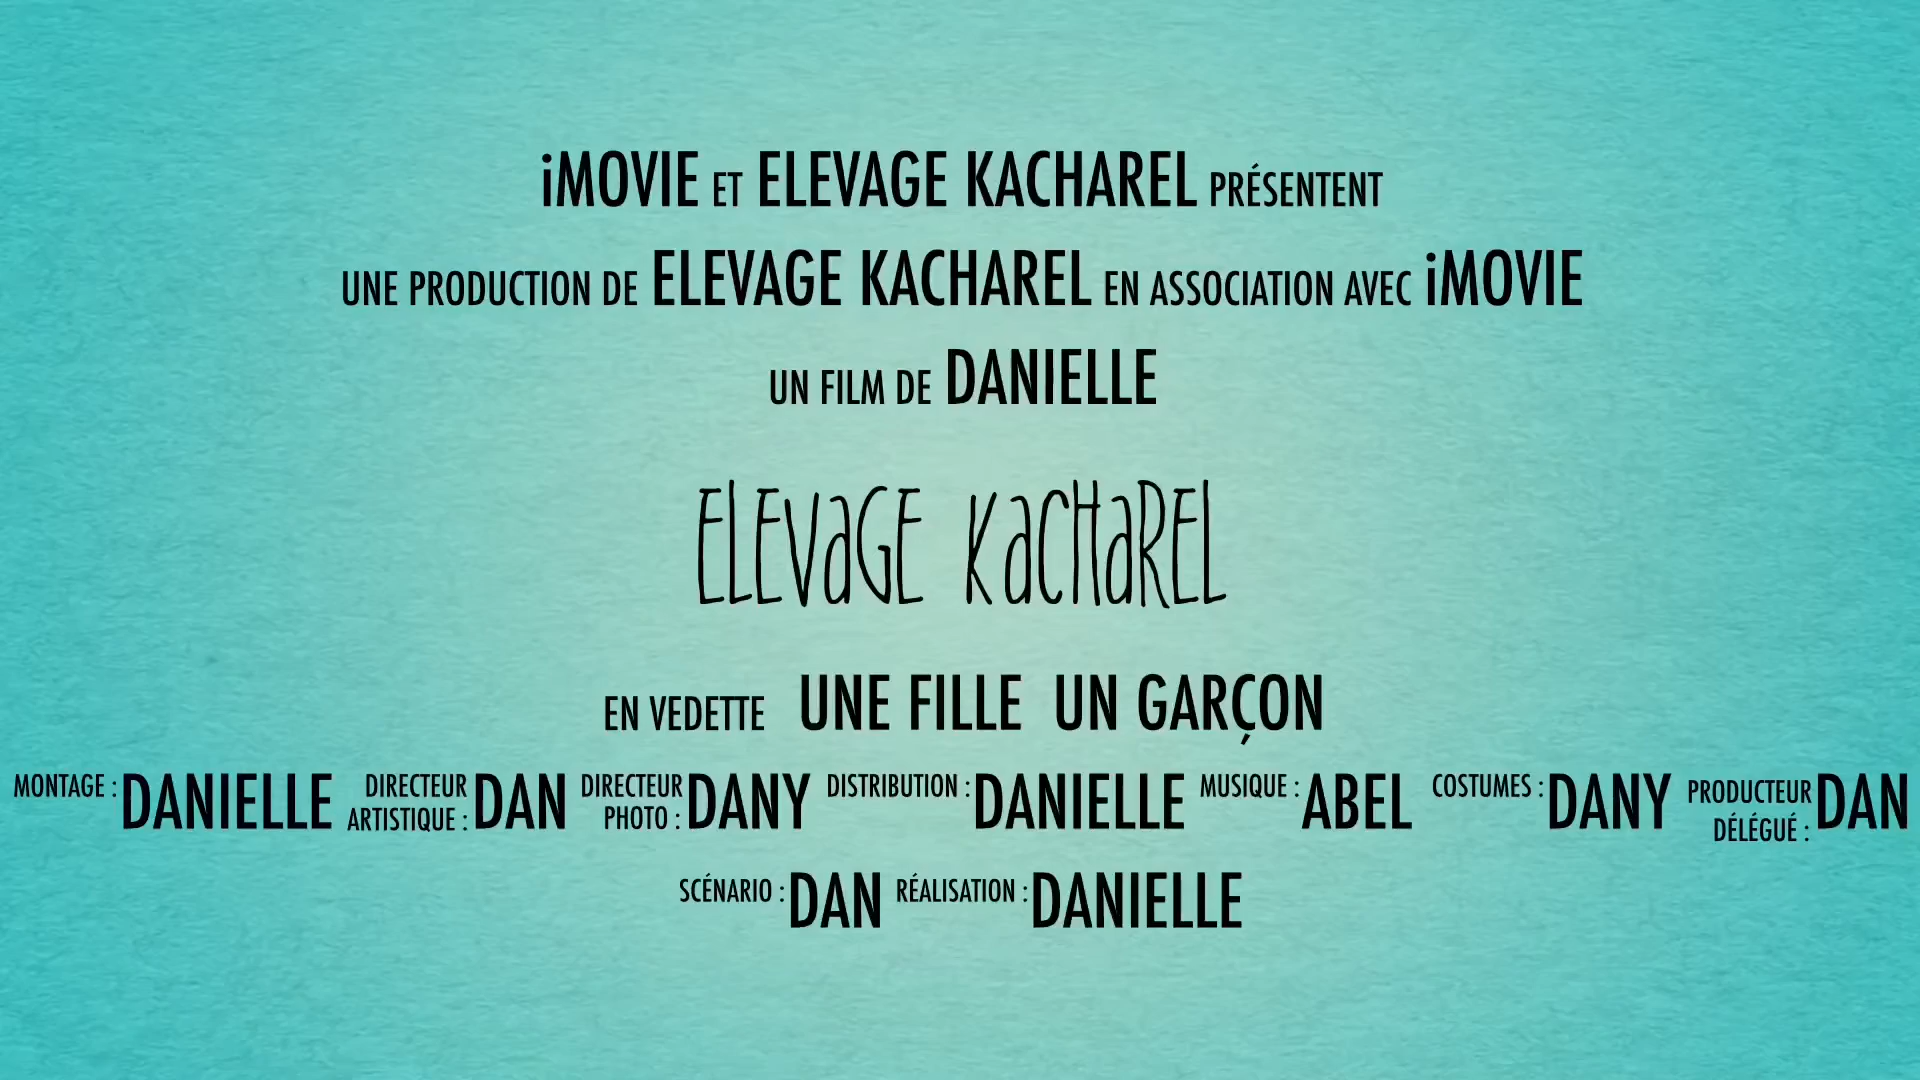 iMOVIE ET ELEVAGE KACHAREL PRÉSENTENT
UNE PRODUCTION DE ELEVAGE KACHAREL EN ASSOCIATION AVEC iMOVIE
UN FILM DE DANIELLE
ELEVaGE KaCHaREL
EN VEDETTE UNE FILLE UN GARÇON
MONTAGE : DANIELLE DIRECTEUR ARTISTIQUE : DAN DIRECTEUR PHOTO : DANY DISTRIBUTION : DANIELLE MUSIQUE : ABEL COSTUMES : DANY PRODUCTEUR DÉLÉGUÉ : DAN
SCÉNARIO : DAN RÉALISATION : DANIELLE